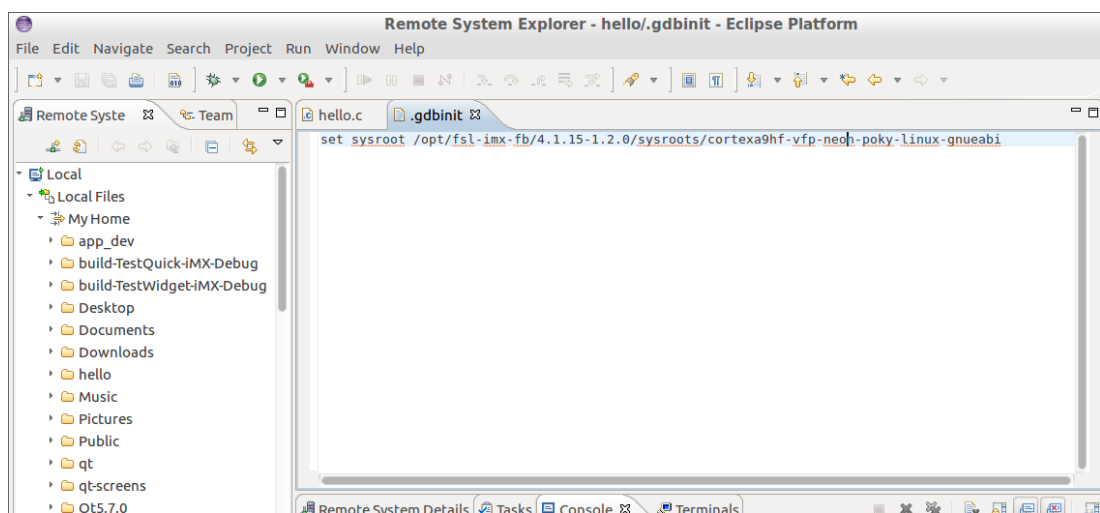 Remote System Explorer - hello/.gdbinit - Eclipse Platform
File Edit Navigate Search Project Run Window Help
Remote Syste
Team
hello.c
.gdbinit
set sysroot /opt/fsl-imx-fb/4.1.15-1.2.0/sysroots/cortexa9hf-vfp-neon-poky-linux-gnueabi
Local
Local Files
My Home
app_dev
build-TestQuick-iMX-Debug
build-TestWidget-iMX-Debug
Desktop
Documents
Downloads
hello
Music
Pictures
Public
qt
qt-screens
Qt5.7.0
Remote System Details Tasks Console Terminals